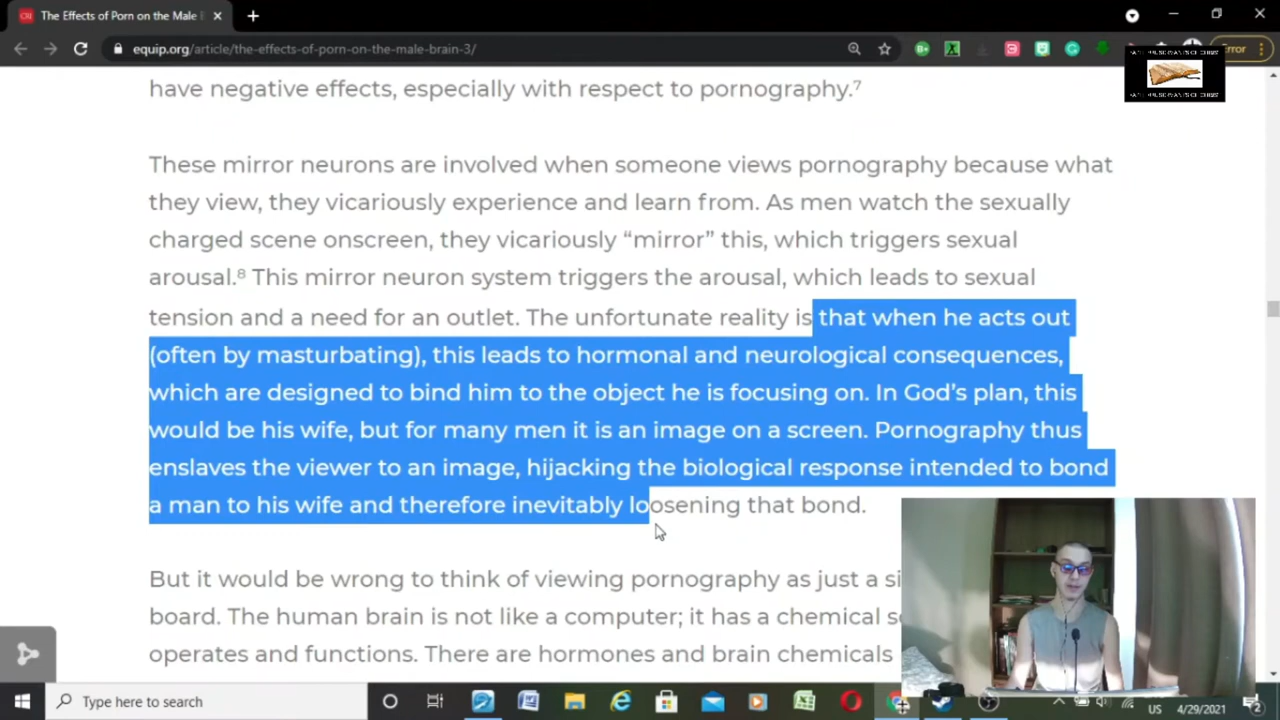 The Effects of Porn on the Male
equip.org/article/the-effects-of-porn-on-the-male-brain-3/
Error
have negative effects, especially with respect to pornography.⁷
These mirror neurons are involved when someone views pornography because what
they view, they vicariously experience and learn from. As men watch the sexually
charged scene onscreen, they vicariously “mirror” this, which triggers sexual
arousal.⁸ This mirror neuron system triggers the arousal, which leads to sexual
tension and a need for an outlet. The unfortunate reality is that when he acts out
(often by masturbating), this leads to hormonal and neurological consequences,
which are designed to bind him to the object he is focusing on. In God’s plan, this
would be his wife, but for many men it is an image on a screen. Pornography thus
enslaves the viewer to an image, hijacking the biological response intended to bond
a man to his wife and therefore inevitably loosening that bond.
But it would be wrong to think of viewing pornography as just a si
board. The human brain is not like a computer; it has a chemical s
operates and functions. There are hormones and brain chemicals
Type here to search
US
4/29/2021
2